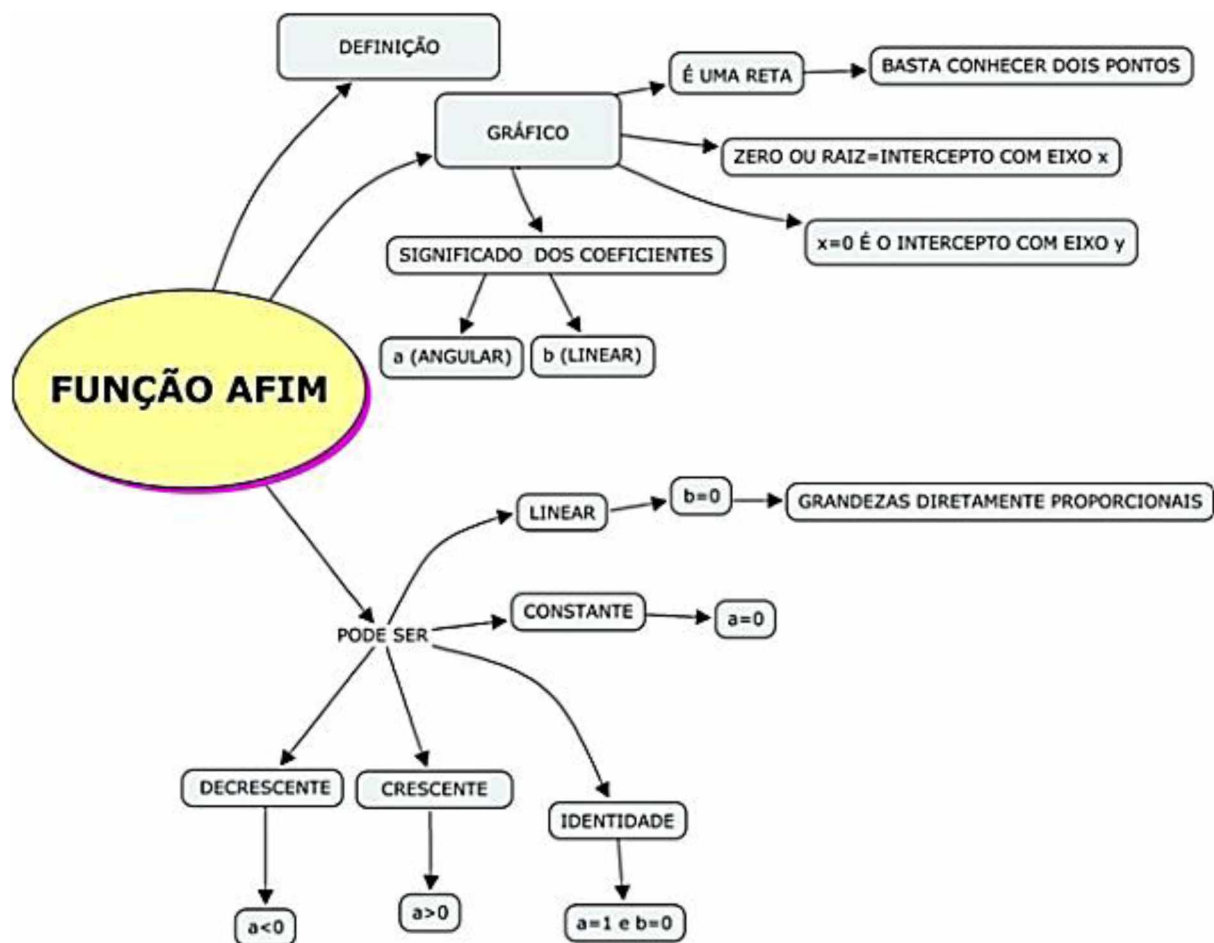 DEFINIÇÃO
É UMA RETA
BASTA CONHECER DOIS PONTOS
GRÁFICO
ZERO OU RAIZ=INTERCEPTO COM EIXO x
x=0 É O INTERCEPTO COM EIXO y
SIGNIFICADO DOS COEFICIENTES
a (ANGULAR)
b (LINEAR)
FUNÇÃO AFIM
LINEAR
b=0
GRANDEZAS DIRETAMENTE PROPORCIONAIS
CONSTANTE
a=0
PODE SER
DECRESCENTE
CRESCENTE
IDENTIDADE
a<0
a>0
a=1 e b=0